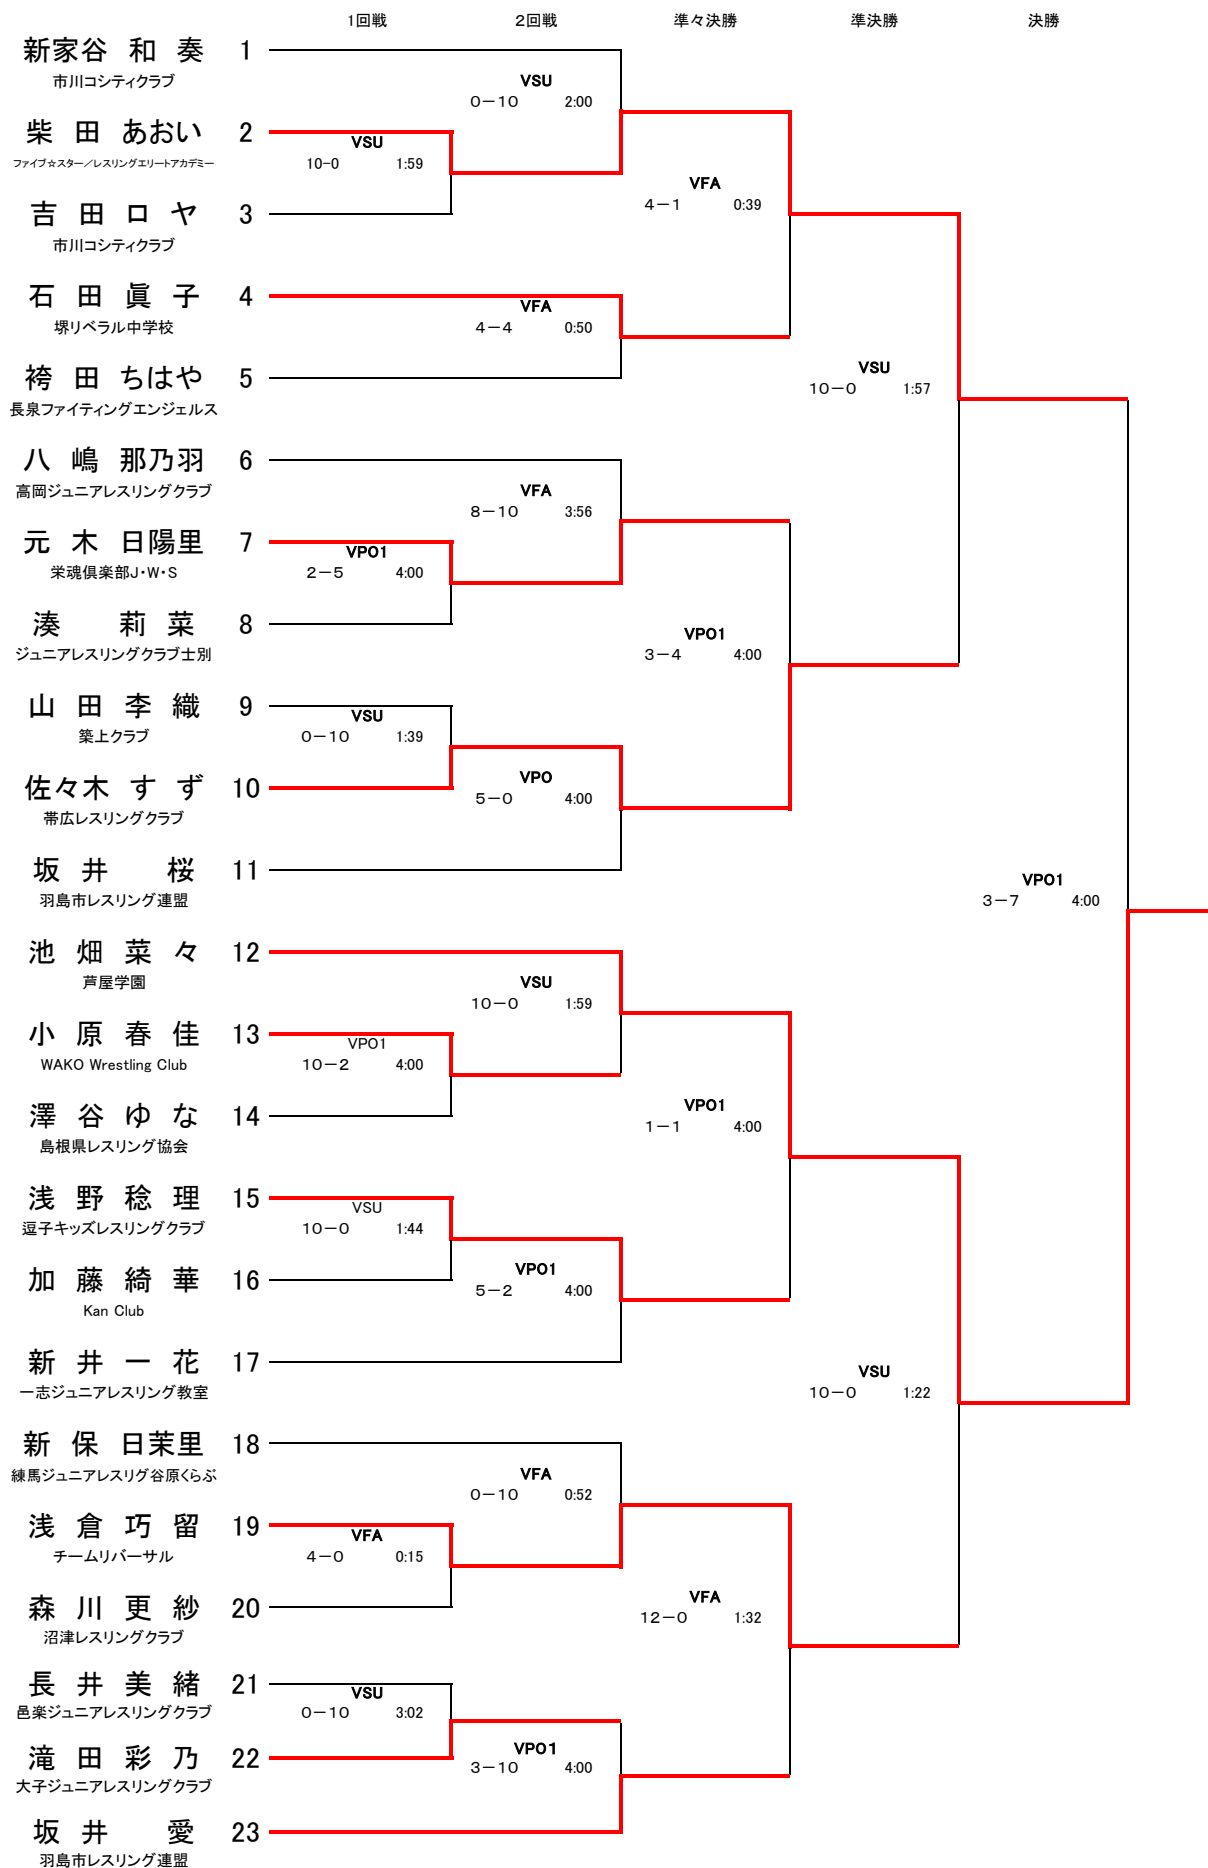 1回戦 2回戦 準々決勝 準決勝 決勝
新家谷 和 奏 1
市川コシティクラブ
VSU
0－10 2:00
柴 田 あおい 2
ファイブ☆スター／レスリングエリートアカデミー
VSU
10-0 1:59
吉 田 ロ ヤ 3
市川コシティクラブ
VFA
4－1 0:39
石 田 眞 子 4
堺リベラル中学校
VFA
4－4 0:50
袴 田 ちはや 5
長泉ファイティングエンジェルス
VSU
10－0 1:57
八 嶋 那乃羽 6
高岡ジュニアレスリングクラブ
VFA
8－10 3:56
元 木 日陽里 7
栄魂倶楽部J・W・S
VPO1
2－5 4:00
湊 莉 菜 8
ジュニアレスリングクラブ士別
VPO1
3－4 4:00
山 田 李 織 9
築上クラブ
VSU
0－10 1:39
佐々木 す ず 10
帯広レスリングクラブ
VPO
5－0 4:00
坂 井 桜 11
羽島市レスリング連盟
VPO1
3－7 4:00
池 畑 菜 々 12
芦屋学園
VSU
10－0 1:59
小 原 春 佳 13
WAKO Wrestling Club
VPO1
10－2 4:00
澤 谷 ゆ な 14
島根県レスリング協会
VPO1
1－1 4:00
浅 野 稔 理 15
逗子キッズレスリングクラブ
VSU
10－0 1:44
加 藤 綺 華 16
Kan Club
VPO1
5－2 4:00
新 井 一 花 17
一志ジュニアレスリング教室
VSU
10－0 1:22
新 保 日茉里 18
練馬ジュニアレスリグ谷原くらぶ
VFA
0－10 0:52
浅 倉 巧 留 19
チームリバーサル
VFA
4－0 0:15
森 川 更 紗 20
沼津レスリングクラブ
VFA
12－0 1:32
長 井 美 緒 21
邑楽ジュニアレスリングクラブ
VSU
0－10 3:02
滝 田 彩 乃 22
大子ジュニアレスリングクラブ
VPO1
3－10 4:00
坂 井 愛 23
羽島市レスリング連盟